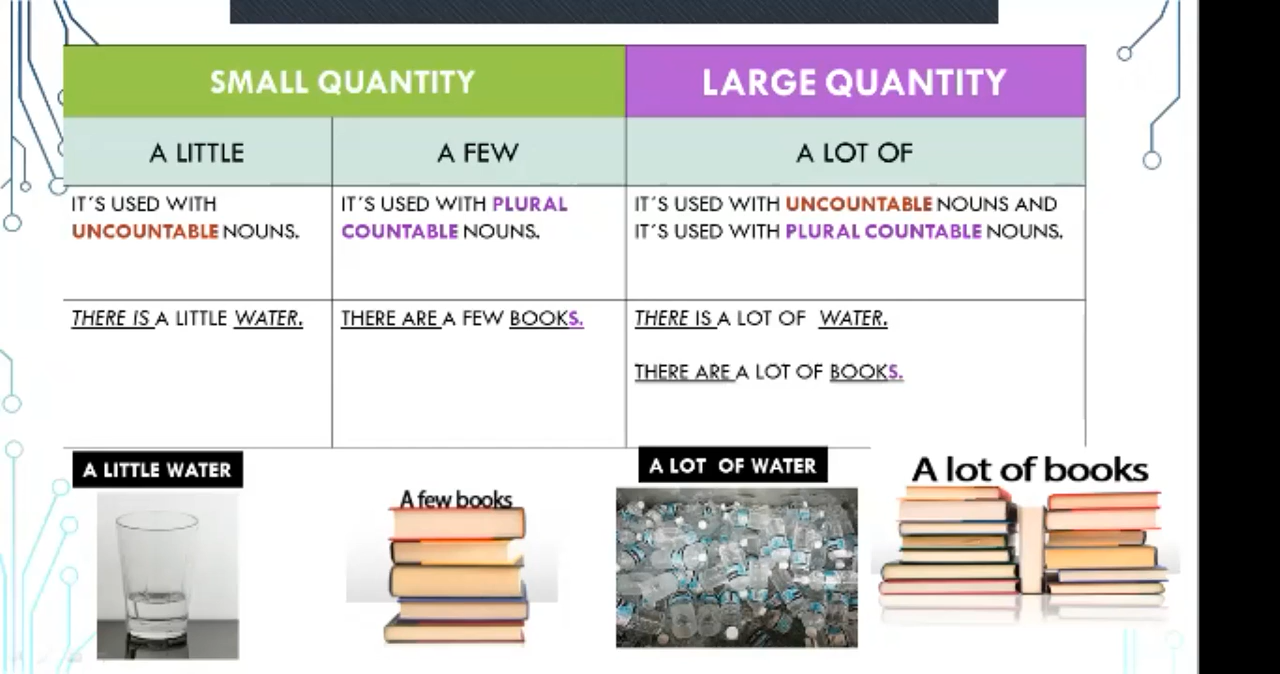 SMALL QUANTITY
LARGE QUANTITY
A LITTLE
A FEW
A LOT OF
IT´S USED WITH
UNCOUNTABLE NOUNS.
IT´S USED WITH PLURAL
COUNTABLE NOUNS.
IT´S USED WITH UNCOUNTABLE NOUNS AND
IT´S USED WITH PLURAL COUNTABLE NOUNS.
THERE IS A LITTLE WATER.
THERE ARE A FEW BOOKS.
THERE IS A LOT OF WATER.
THERE ARE A LOT OF BOOKS.
A LITTLE WATER
A few books
A LOT OF WATER
A lot of books